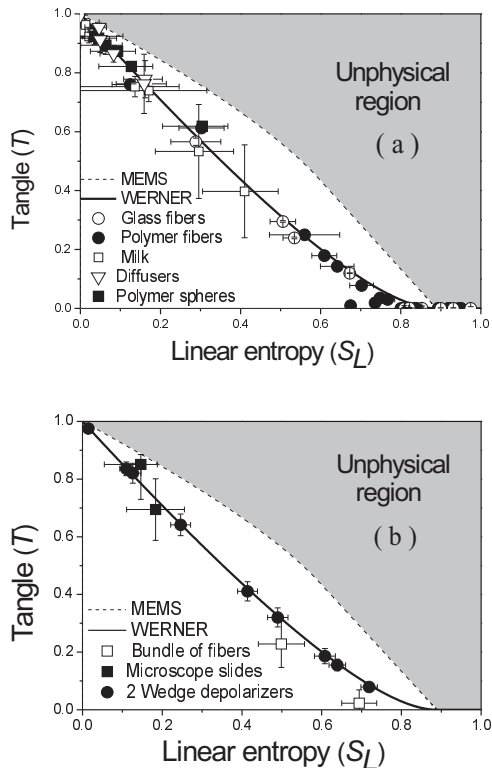 1.0
0.8
0.6
0.4
0.2
0.0
Tangle (T)
Unphysical
region
( a )
MEMS
WERNER
Glass fibers
Polymer fibers
Milk
Diffusers
Polymer spheres
0.0 0.2 0.4 0.6 0.8 1.0
Linear entropy (S_L)
1.0
0.8
0.6
0.4
0.2
0.0
Tangle (T)
Unphysical
region
( b )
MEMS
WERNER
Bundle of fibers
Microscope slides
2 Wedge depolarizers
0.0 0.2 0.4 0.6 0.8 1.0
Linear entropy (S_L)